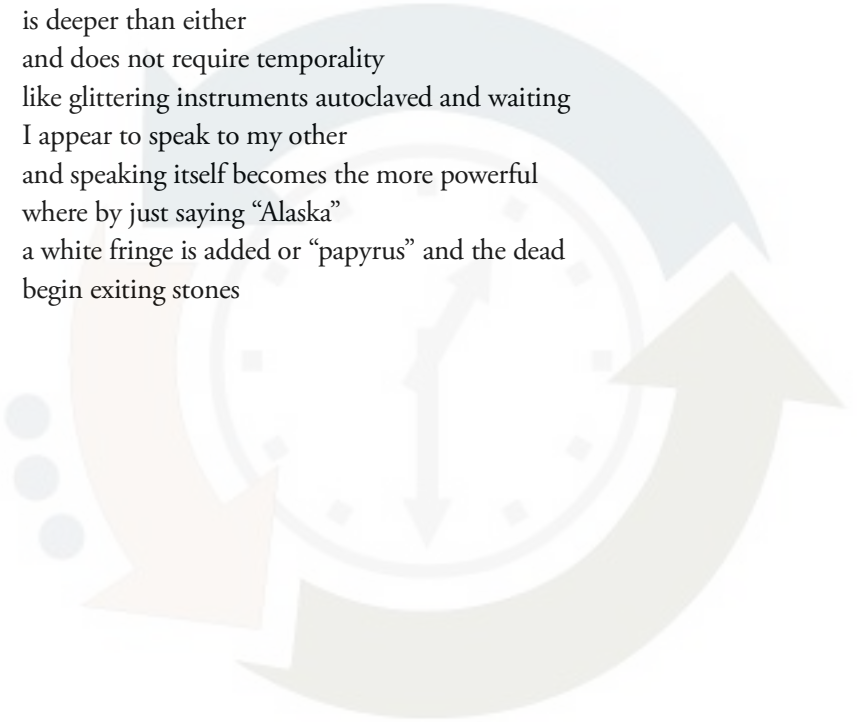 is deeper than either
and does not require temporality
like glittering instruments autoclaved and waiting
I appear to speak to my other
and speaking itself becomes the more powerful
where by just saying “Alaska”
a white fringe is added or “papyrus” and the dead
begin exiting stones